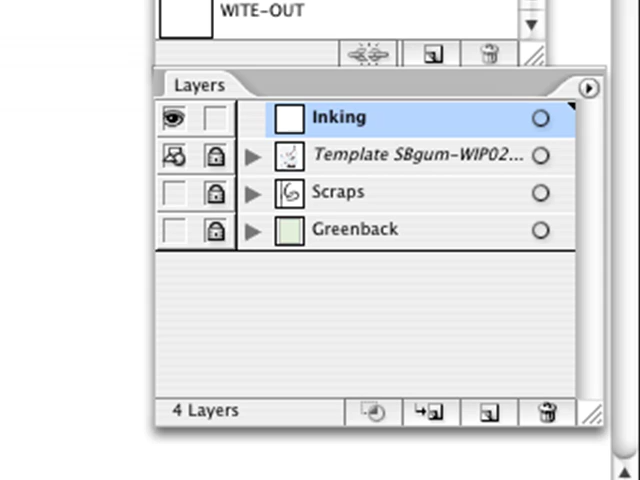 WITE-OUT
Layers
Inking
Template SBgum-WIP02...
Scraps
Greenback
4 Layers